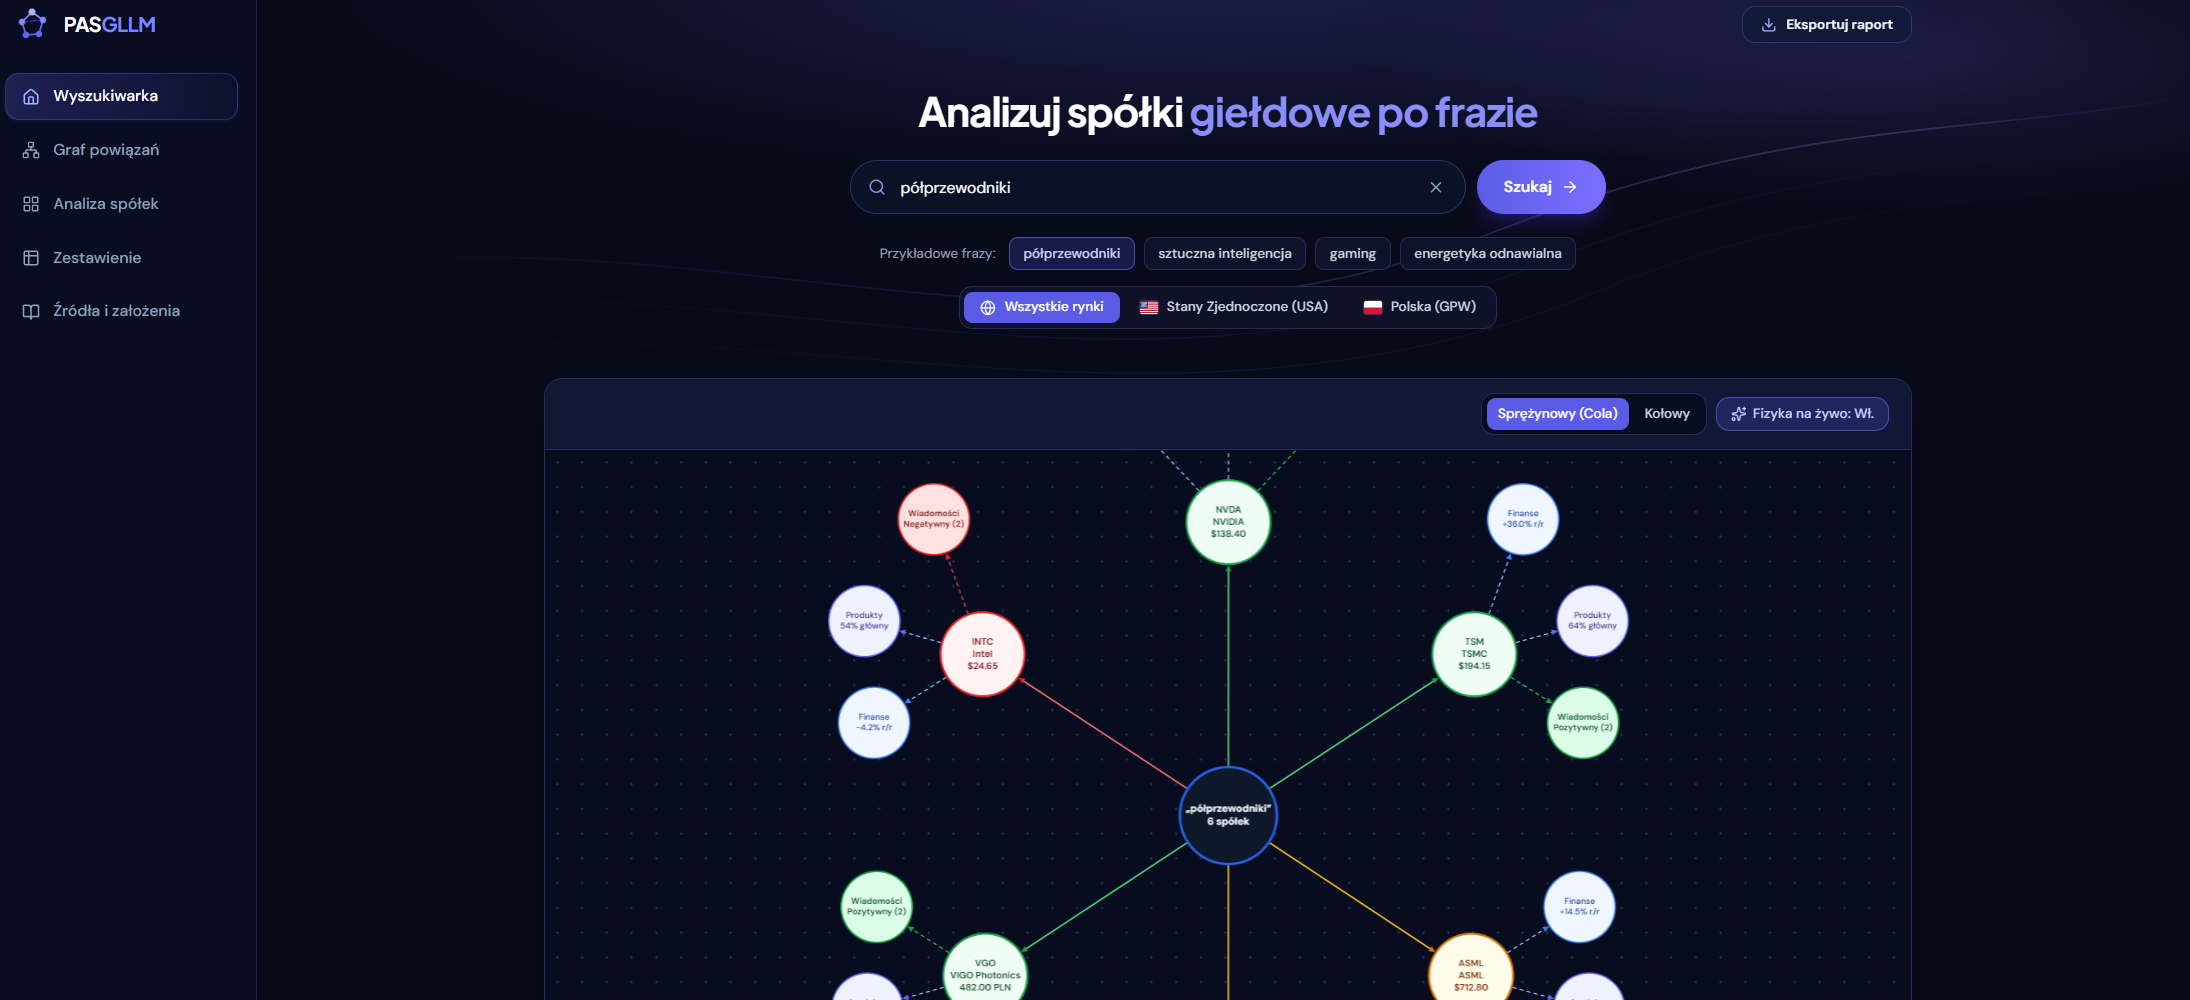 PASGLLM
Eksportuj raport
Wyszukiwarka
Graf powiązań
Analiza spółek
Zestawienie
Źródła i założenia
Analizuj spółki giełdowe po frazie
półprzewodniki
Szukaj
Przykładowe frazy: półprzewodniki sztuczna inteligencja gaming energetyka odnawialna
Wszystkie rynki Stany Zjednoczone (USA) Polska (GPW)
Sprężynowy (Cola) Kołowy Fizyka na żywo: Wł.
Wiadomości
Negatywny (2)
NVDA
NVIDIA
$138.40
Finanse
+36.0% r/r
Produkty
54% główny
INTC
Intel
$24.65
TSM
TSMC
$194.15
Produkty
64% główny
Finanse
-4.2% r/r
Wiadomości
Pozytywny (2)
„półprzewodniki”
6 spółek
Wiadomości
Pozytywny (2)
Finanse
+14.5% r/r
VGO
VIGO Photonics
482.00 PLN
ASML
ASML
$712.80